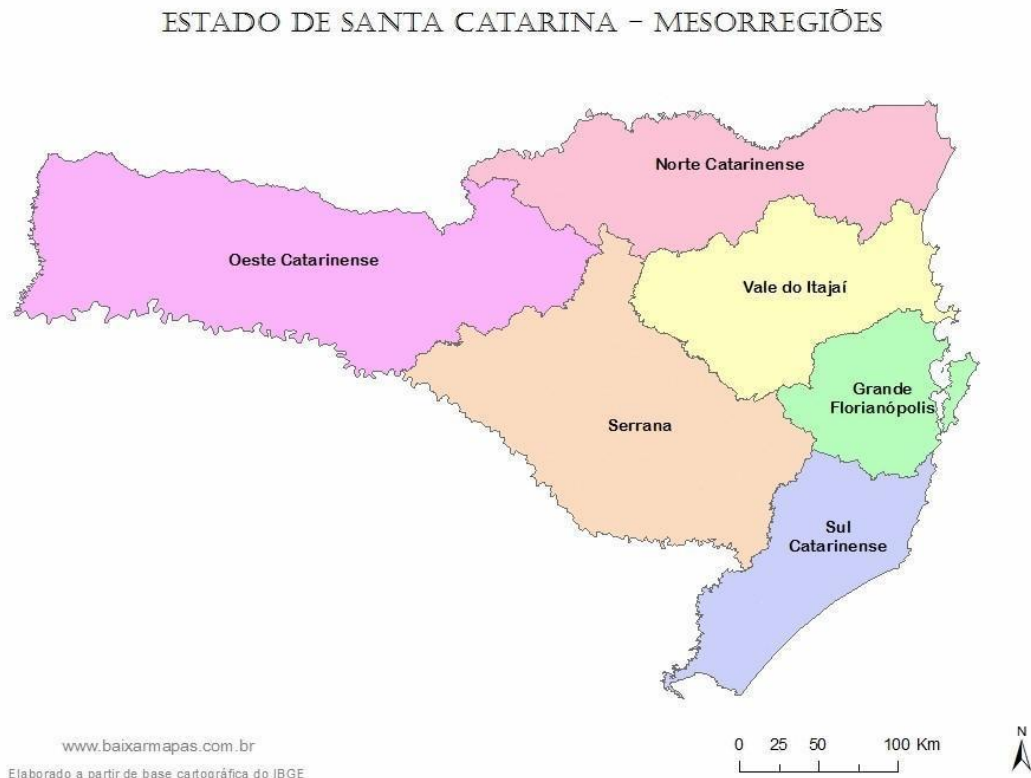 ESTADO DE SANTA CATARINA – MESORREGIÕES
Norte Catarinense
Oeste Catarinense
Vale do Itajaí
Grande
Florianópolis
Serrana
Sul
Catarinense
www.baixarmapas.com.br
Elaborado a partir de base cartográfica do IBGE
0 25 50 100 Km
N